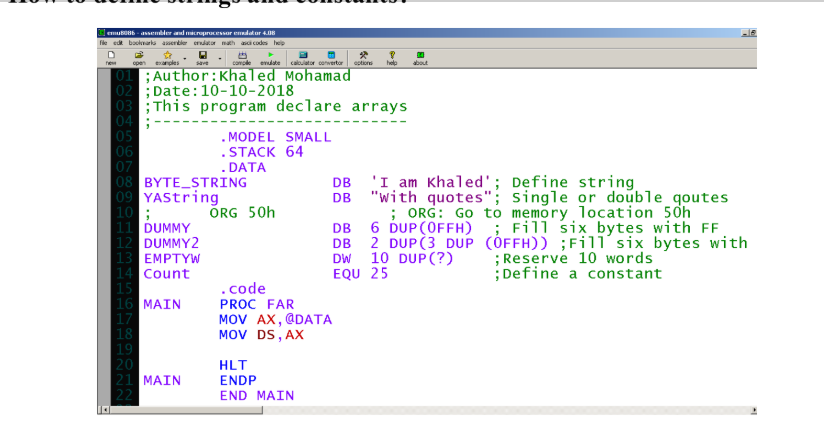 How to define strings and constants?
emu8086 - assembler and microprocessor emulator 4.08
file edit bookmarks assembler emulator math ascii codes help
new open examples save compile emulate calculator convertor options help about
01 ;Author:Khaled Mohamad
02 ;Date:10-10-2018
03 ;This program declare arrays
04 ;---------------------------
05 .MODEL SMALL
06 .STACK 64
07 .DATA
08 BYTE_STRING DB 'I am Khaled'; Define string
09 YAString DB "With quotes"; Single or double qoutes
10 ; ORG 50h ; ORG: Go to memory location 50h
11 DUMMY DB 6 DUP(0FFH) ; Fill six bytes with FF
12 DUMMY2 DB 2 DUP(3 DUP (0FFH)) ;Fill six bytes with
13 EMPTYW DW 10 DUP(?) ;Reserve 10 words
14 Count EQU 25 ;Define a constant
15 .code
16 MAIN PROC FAR
17 MOV AX,@DATA
18 MOV DS,AX
19
20 HLT
21 MAIN ENDP
22 END MAIN